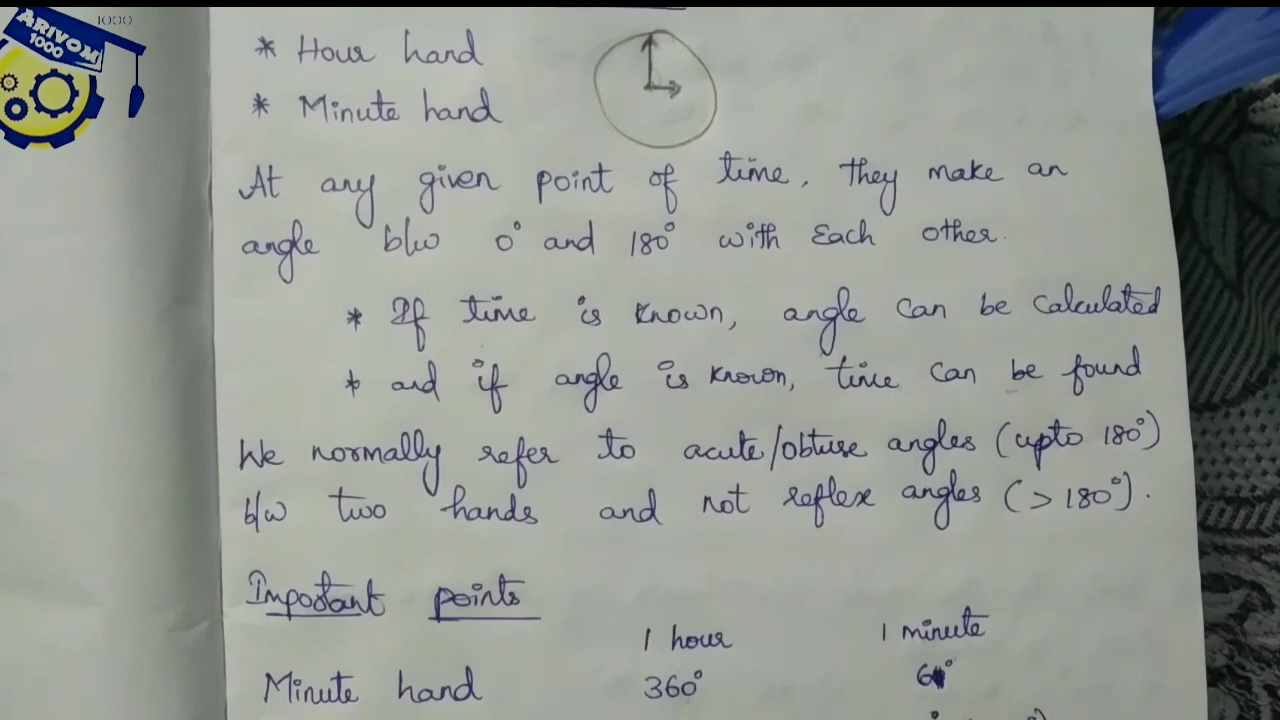 1000
ARIVOM
1000
* Hour hand
* Minute hand
At any given point of time, they make an
angle b/w 0° and 180° with Each other.
* If time is known, angle can be calculated
* and if angle is known, time can be found
We normally refer to acute/obtuse angles (upto 180°)
b/w two hands and not reflex angles (>180°).
Important points
1 hour 1 minute
Minute hand 360° 6°